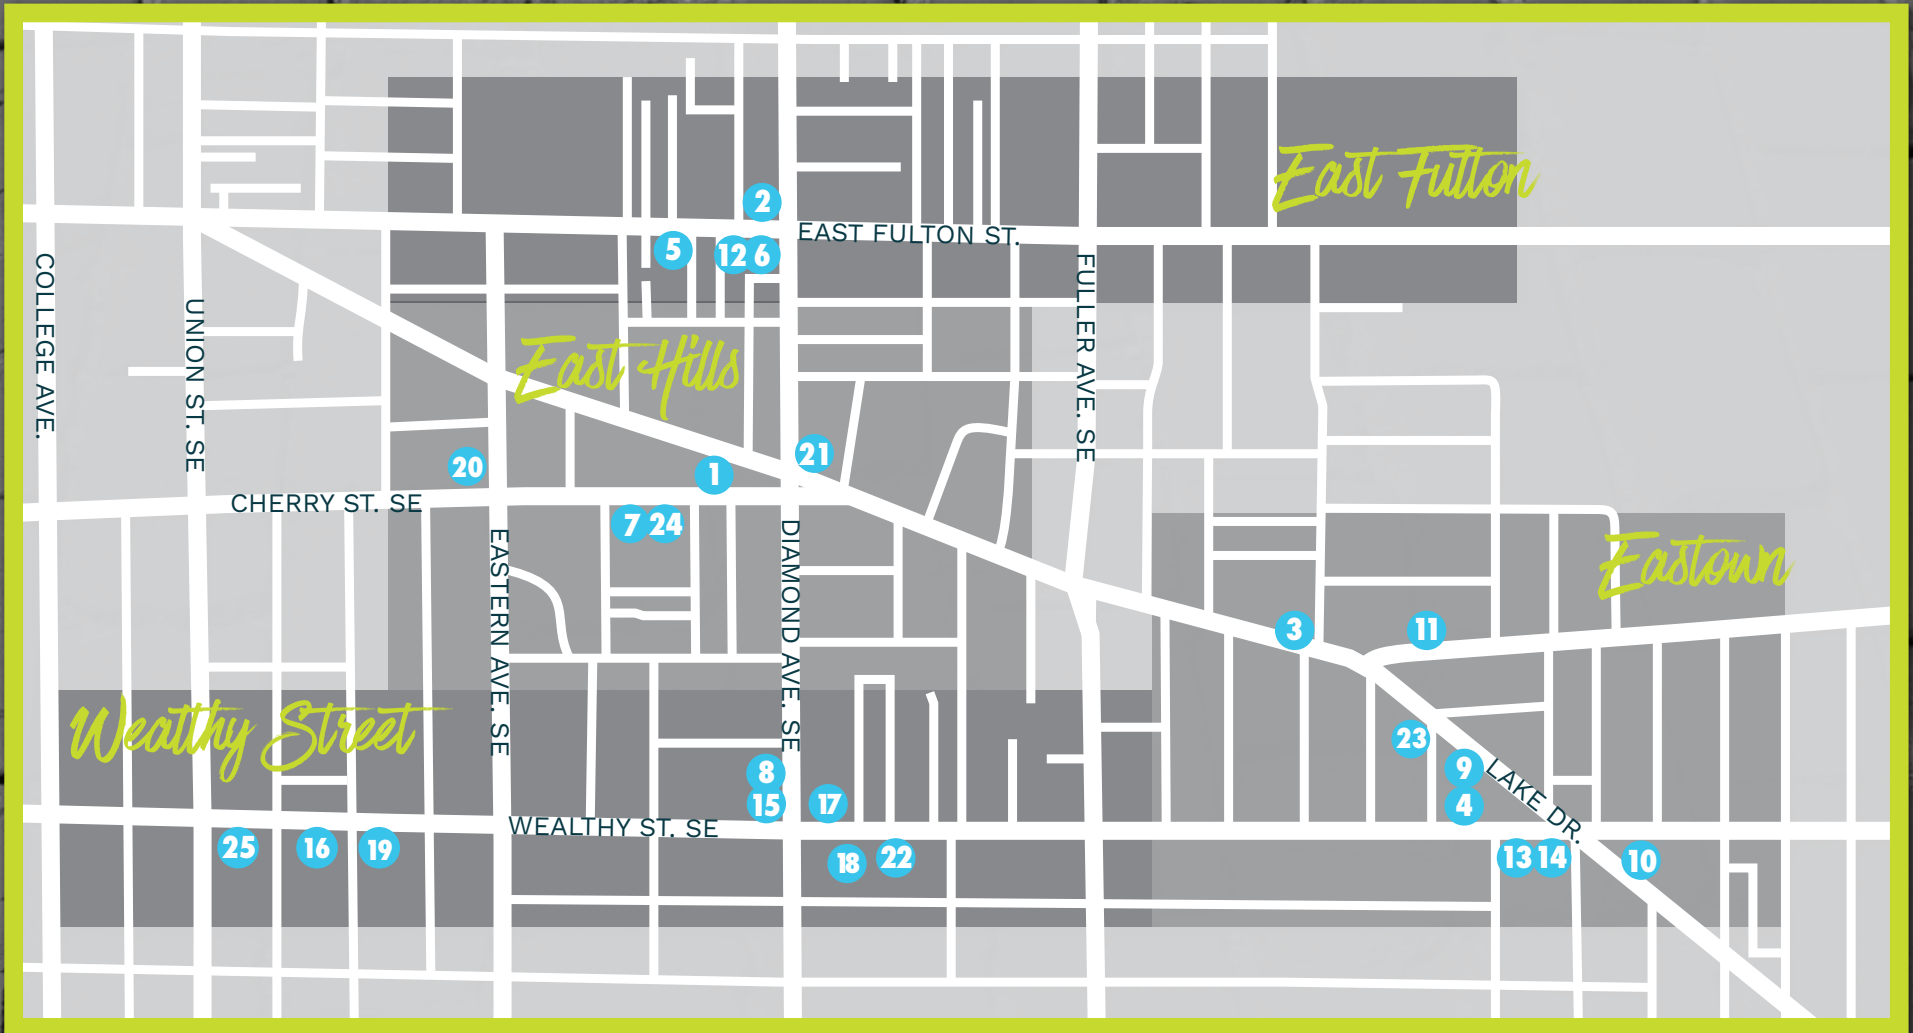 East Fulton
2
EAST FULTON ST.
5
12
6
COLLEGE AVE.
UNION ST. SE
FULLER AVE. SE
East Hills
21
20
1
CHERRY ST. SE
7
24
DIAMOND AVE. SE
EASTERN AVE. SE
Eastown
3
11
Wealthy Street
23
8
9
15
17
4
LAKE DR.
WEALTHY ST. SE
25
16
19
18
22
13
14
10